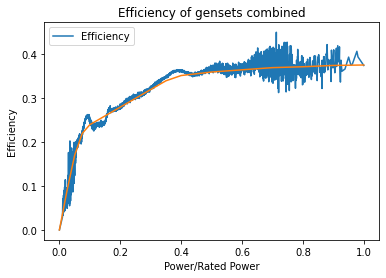 Efficiency of gensets combined
Efficiency
Efficiency
0.4
0.3
0.2
0.1
0.0
0.0 0.2 0.4 0.6 0.8 1.0
Power/Rated Power